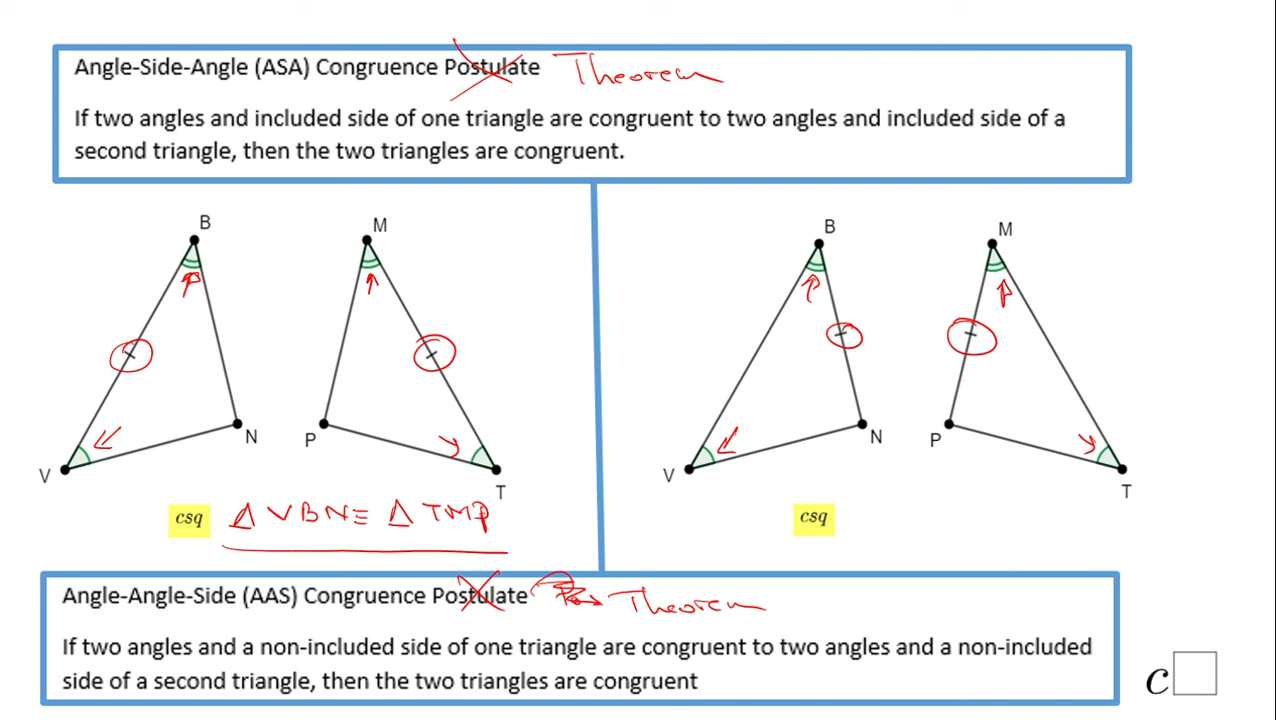 Angle-Side-Angle (ASA) Congruence Postulate Theorem
If two angles and included side of one triangle are congruent to two angles and included side of a
second triangle, then the two triangles are congruent.
B M B M
V N P T V N P T
csq Δ VBN ≡ Δ TMP csq
Angle-Angle-Side (AAS) Congruence Postulate Theorem
If two angles and a non-included side of one triangle are congruent to two angles and a non-included
side of a second triangle, then the two triangles are congruent
c